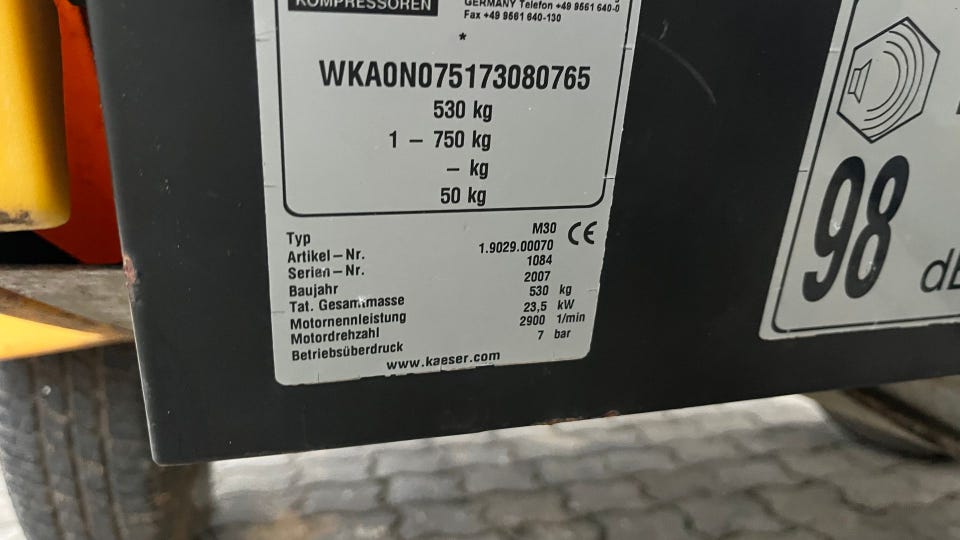 KOMPRESSOREN
GERMANY Telefon +49 9561 640-0
Fax +49 9561 640-130
*
WKA0N075173080765
530 kg
1 – 750 kg
– kg
50 kg
Typ M30 CE
Artikel–Nr. 1.9029.00070
Serien–Nr. 1084
Baujahr 2007
Tat. Gesamtmasse 530 kg
Motornennleistung 23,5 kW
Motordrehzahl 2900 1/min
Betriebsüberdruck 7 bar
www.kaeser.com
98